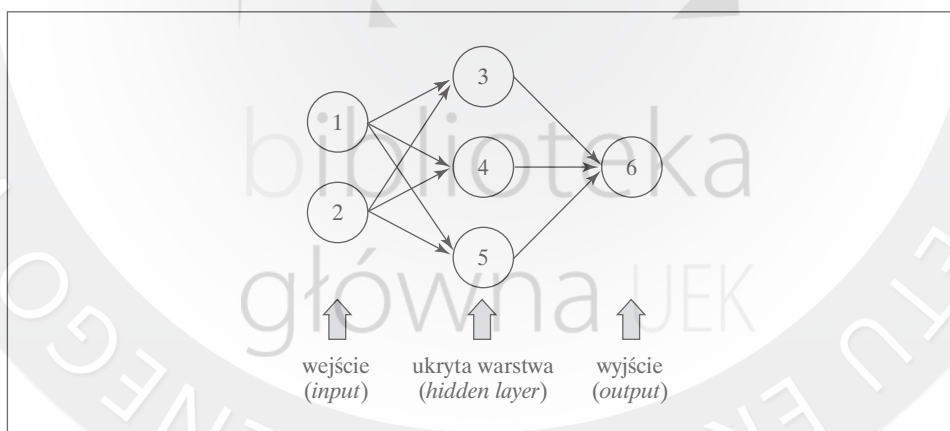 1
2
3
4
5
6
biblioteka
główna UEK
wejście
(input)
ukryta warstwa
(hidden layer)
wyjście
(output)